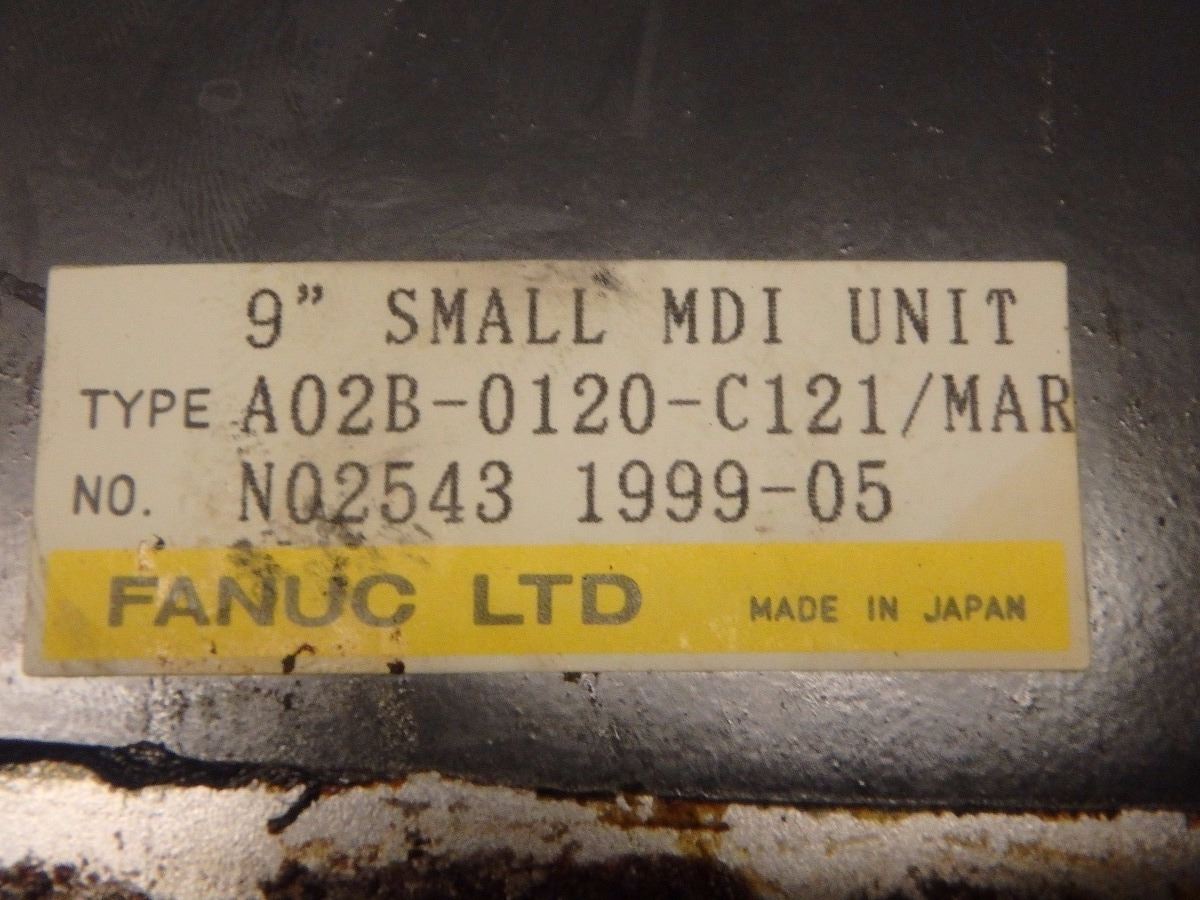 9” SMALL MDI UNIT
TYPE A02B-0120-C121/MAR
NO. N02543 1999-05
FANUC LTD MADE IN JAPAN